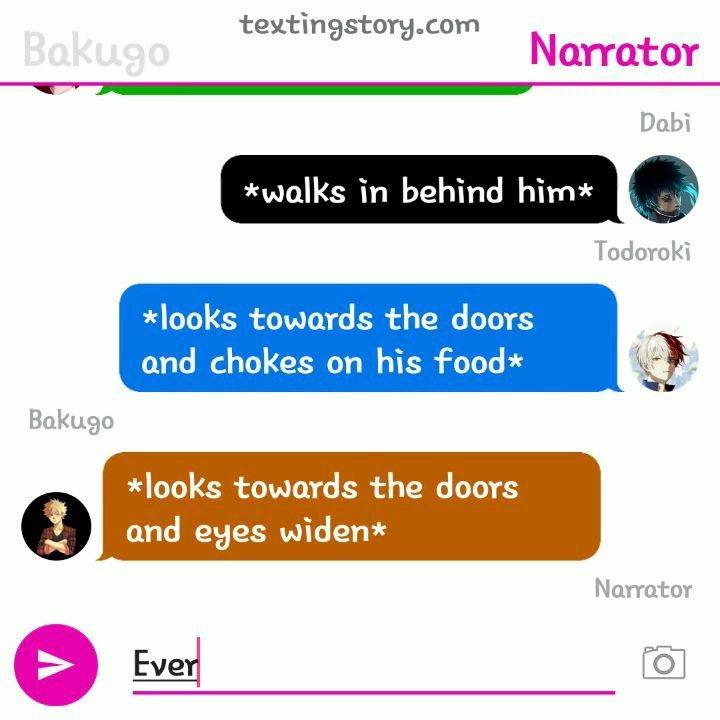 textingstory.com
Bakugo
Narrator
Dabi
*walks in behind him*
Todoroki
*looks towards the doors
and chokes on his food*
Bakugo
*looks towards the doors
and eyes widen*
Narrator
Ever